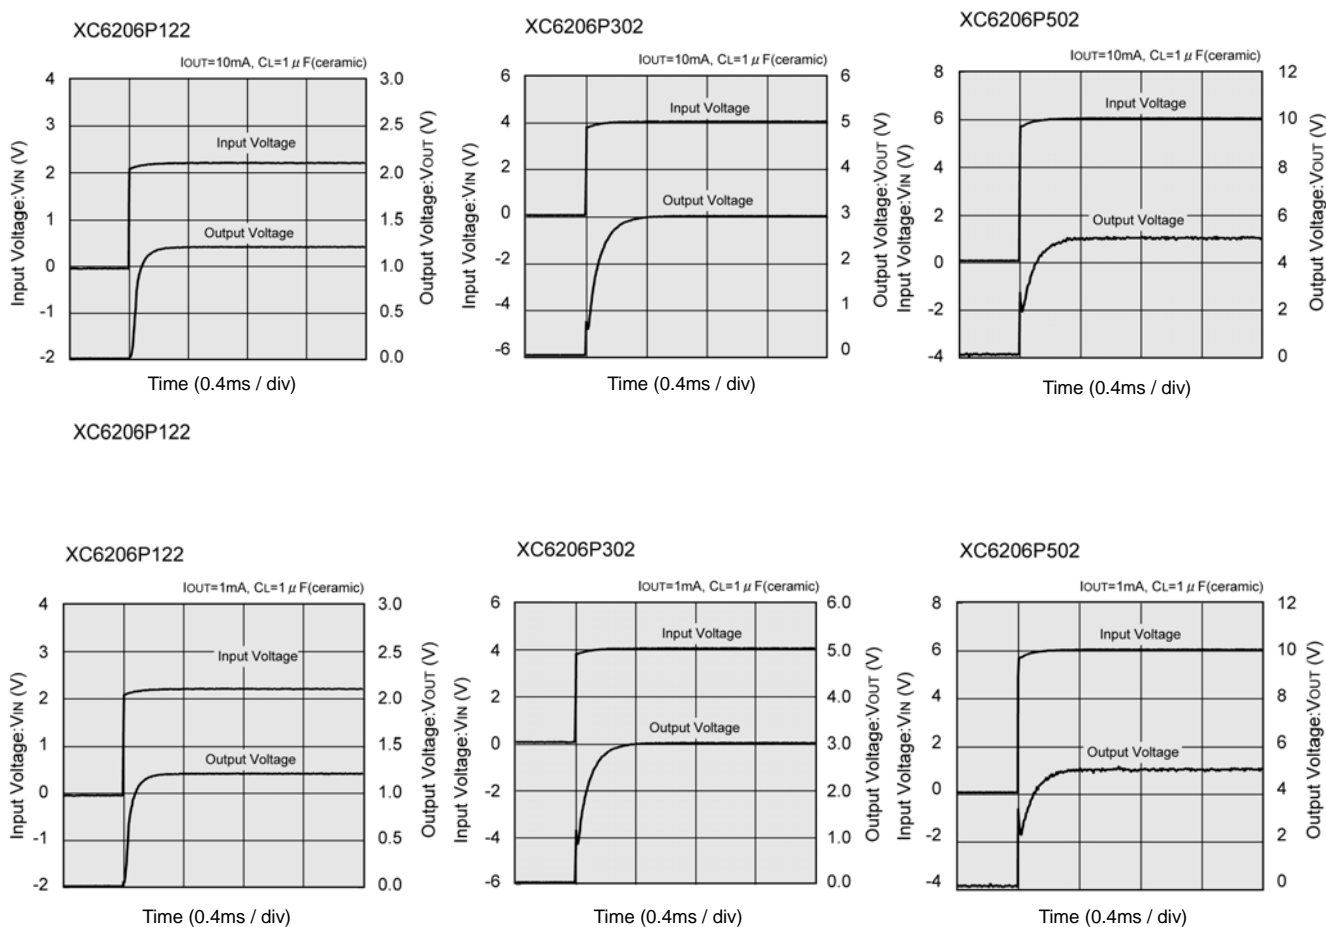 XC6206P122
IOUT=10mA, CL=1 μ F(ceramic)
Input Voltage:VIN (V)
4
3
2
1
0
-1
-2
Input Voltage
Output Voltage
3.0
2.5
2.0
1.5
1.0
0.5
0.0
Output Voltage:VOUT (V)
Time (0.4ms / div)
XC6206P302
IOUT=10mA, CL=1 μ F(ceramic)
Input Voltage:VIN (V)
6
4
2
0
-2
-4
-6
Input Voltage
Output Voltage
6
5
4
3
2
1
0
Output Voltage:VOUT (V)
Time (0.4ms / div)
XC6206P502
IOUT=10mA, CL=1 μ F(ceramic)
Input Voltage:VIN (V)
8
6
4
2
0
-2
-4
Input Voltage
Output Voltage
12
10
8
6
4
2
0
Output Voltage:VOUT (V)
Time (0.4ms / div)
XC6206P122
XC6206P122
IOUT=1mA, CL=1 μ F(ceramic)
Input Voltage:VIN (V)
4
3
2
1
0
-1
-2
Input Voltage
Output Voltage
3.0
2.5
2.0
1.5
1.0
0.5
0.0
Output Voltage:VOUT (V)
Time (0.4ms / div)
XC6206P302
IOUT=1mA, CL=1 μ F(ceramic)
Input Voltage:VIN (V)
6
4
2
0
-2
-4
-6
Input Voltage
Output Voltage
6.0
5.0
4.0
3.0
2.0
1.0
0.0
Output Voltage:VOUT (V)
Time (0.4ms / div)
XC6206P502
IOUT=1mA, CL=1 μ F(ceramic)
Input Voltage:VIN (V)
8
6
4
2
0
-2
-4
Input Voltage
Output Voltage
12
10
8
6
4
2
0
Output Voltage:VOUT (V)
Time (0.4ms / div)